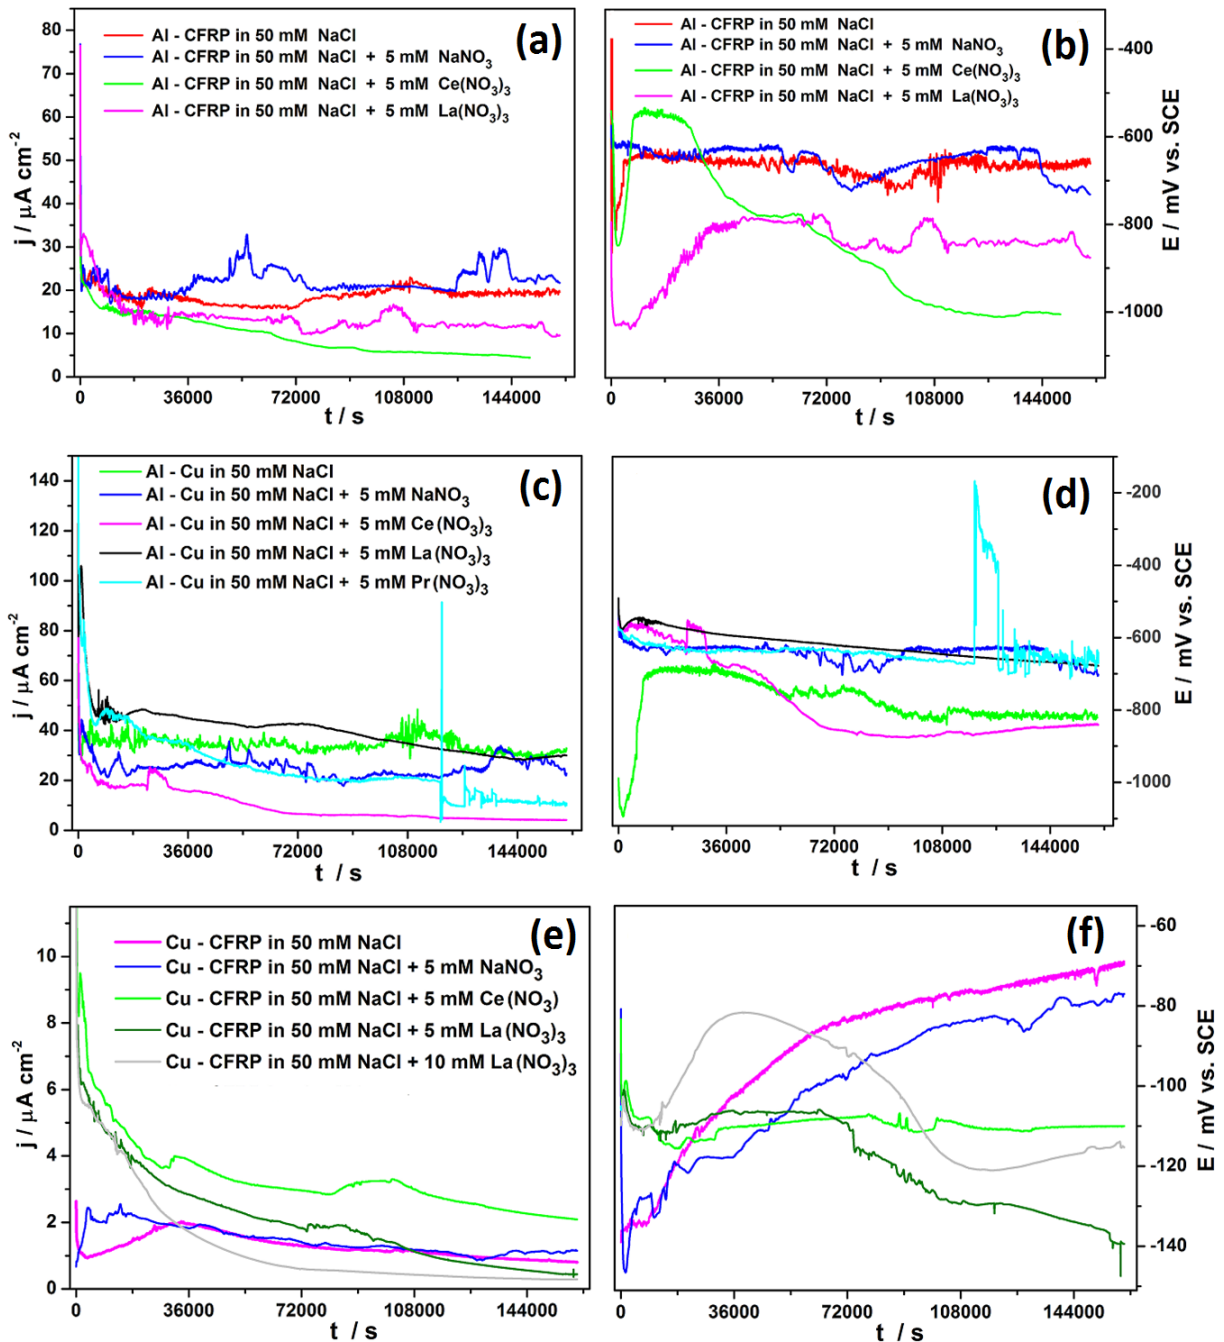 (a)
Al - CFRP in 50 mM NaCl
Al - CFRP in 50 mM NaCl + 5 mM NaNO3
Al - CFRP in 50 mM NaCl + 5 mM Ce(NO3)3
Al - CFRP in 50 mM NaCl + 5 mM La(NO3)3
j / µA cm-2
85
80
75
70
65
60
55
50
45
40
35
30
25
20
15
10
5
0
0 36000 72000 108000 144000
t / s
(b)
Al - CFRP in 50 mM NaCl
Al - CFRP in 50 mM NaCl + 5 mM NaNO3
Al - CFRP in 50 mM NaCl + 5 mM Ce(NO3)3
Al - CFRP in 50 mM NaCl + 5 mM La(NO3)3
-400
-600
-800
-1000
E / mV vs. SCE
0 36000 72000 108000 144000
t / s
(c)
Al - Cu in 50 mM NaCl
Al - Cu in 50 mM NaCl + 5 mM NaNO3
Al - Cu in 50 mM NaCl + 5 mM Ce(NO3)3
Al - Cu in 50 mM NaCl + 5 mM La(NO3)3
Al - Cu in 50 mM NaCl + 5 mM Pr(NO3)3
j / µA cm-2
140
120
100
80
60
40
20
0
0 36000 72000 108000 144000
t / s
(d)
-200
-400
-600
-800
-1000
E / mV vs. SCE
0 36000 72000 108000 144000
t / s
(e)
Cu - CFRP in 50 mM NaCl
Cu - CFRP in 50 mM NaCl + 5 mM NaNO3
Cu - CFRP in 50 mM NaCl + 5 mM Ce(NO3)
Cu - CFRP in 50 mM NaCl + 5 mM La(NO3)3
Cu - CFRP in 50 mM NaCl + 10 mM La(NO3)3
j / µA cm-2
10
8
6
4
2
0
0 36000 72000 108000 144000
t / s
(f)
-60
-80
-100
-120
-140
E / mV vs. SCE
0 36000 72000 108000 144000
t / s